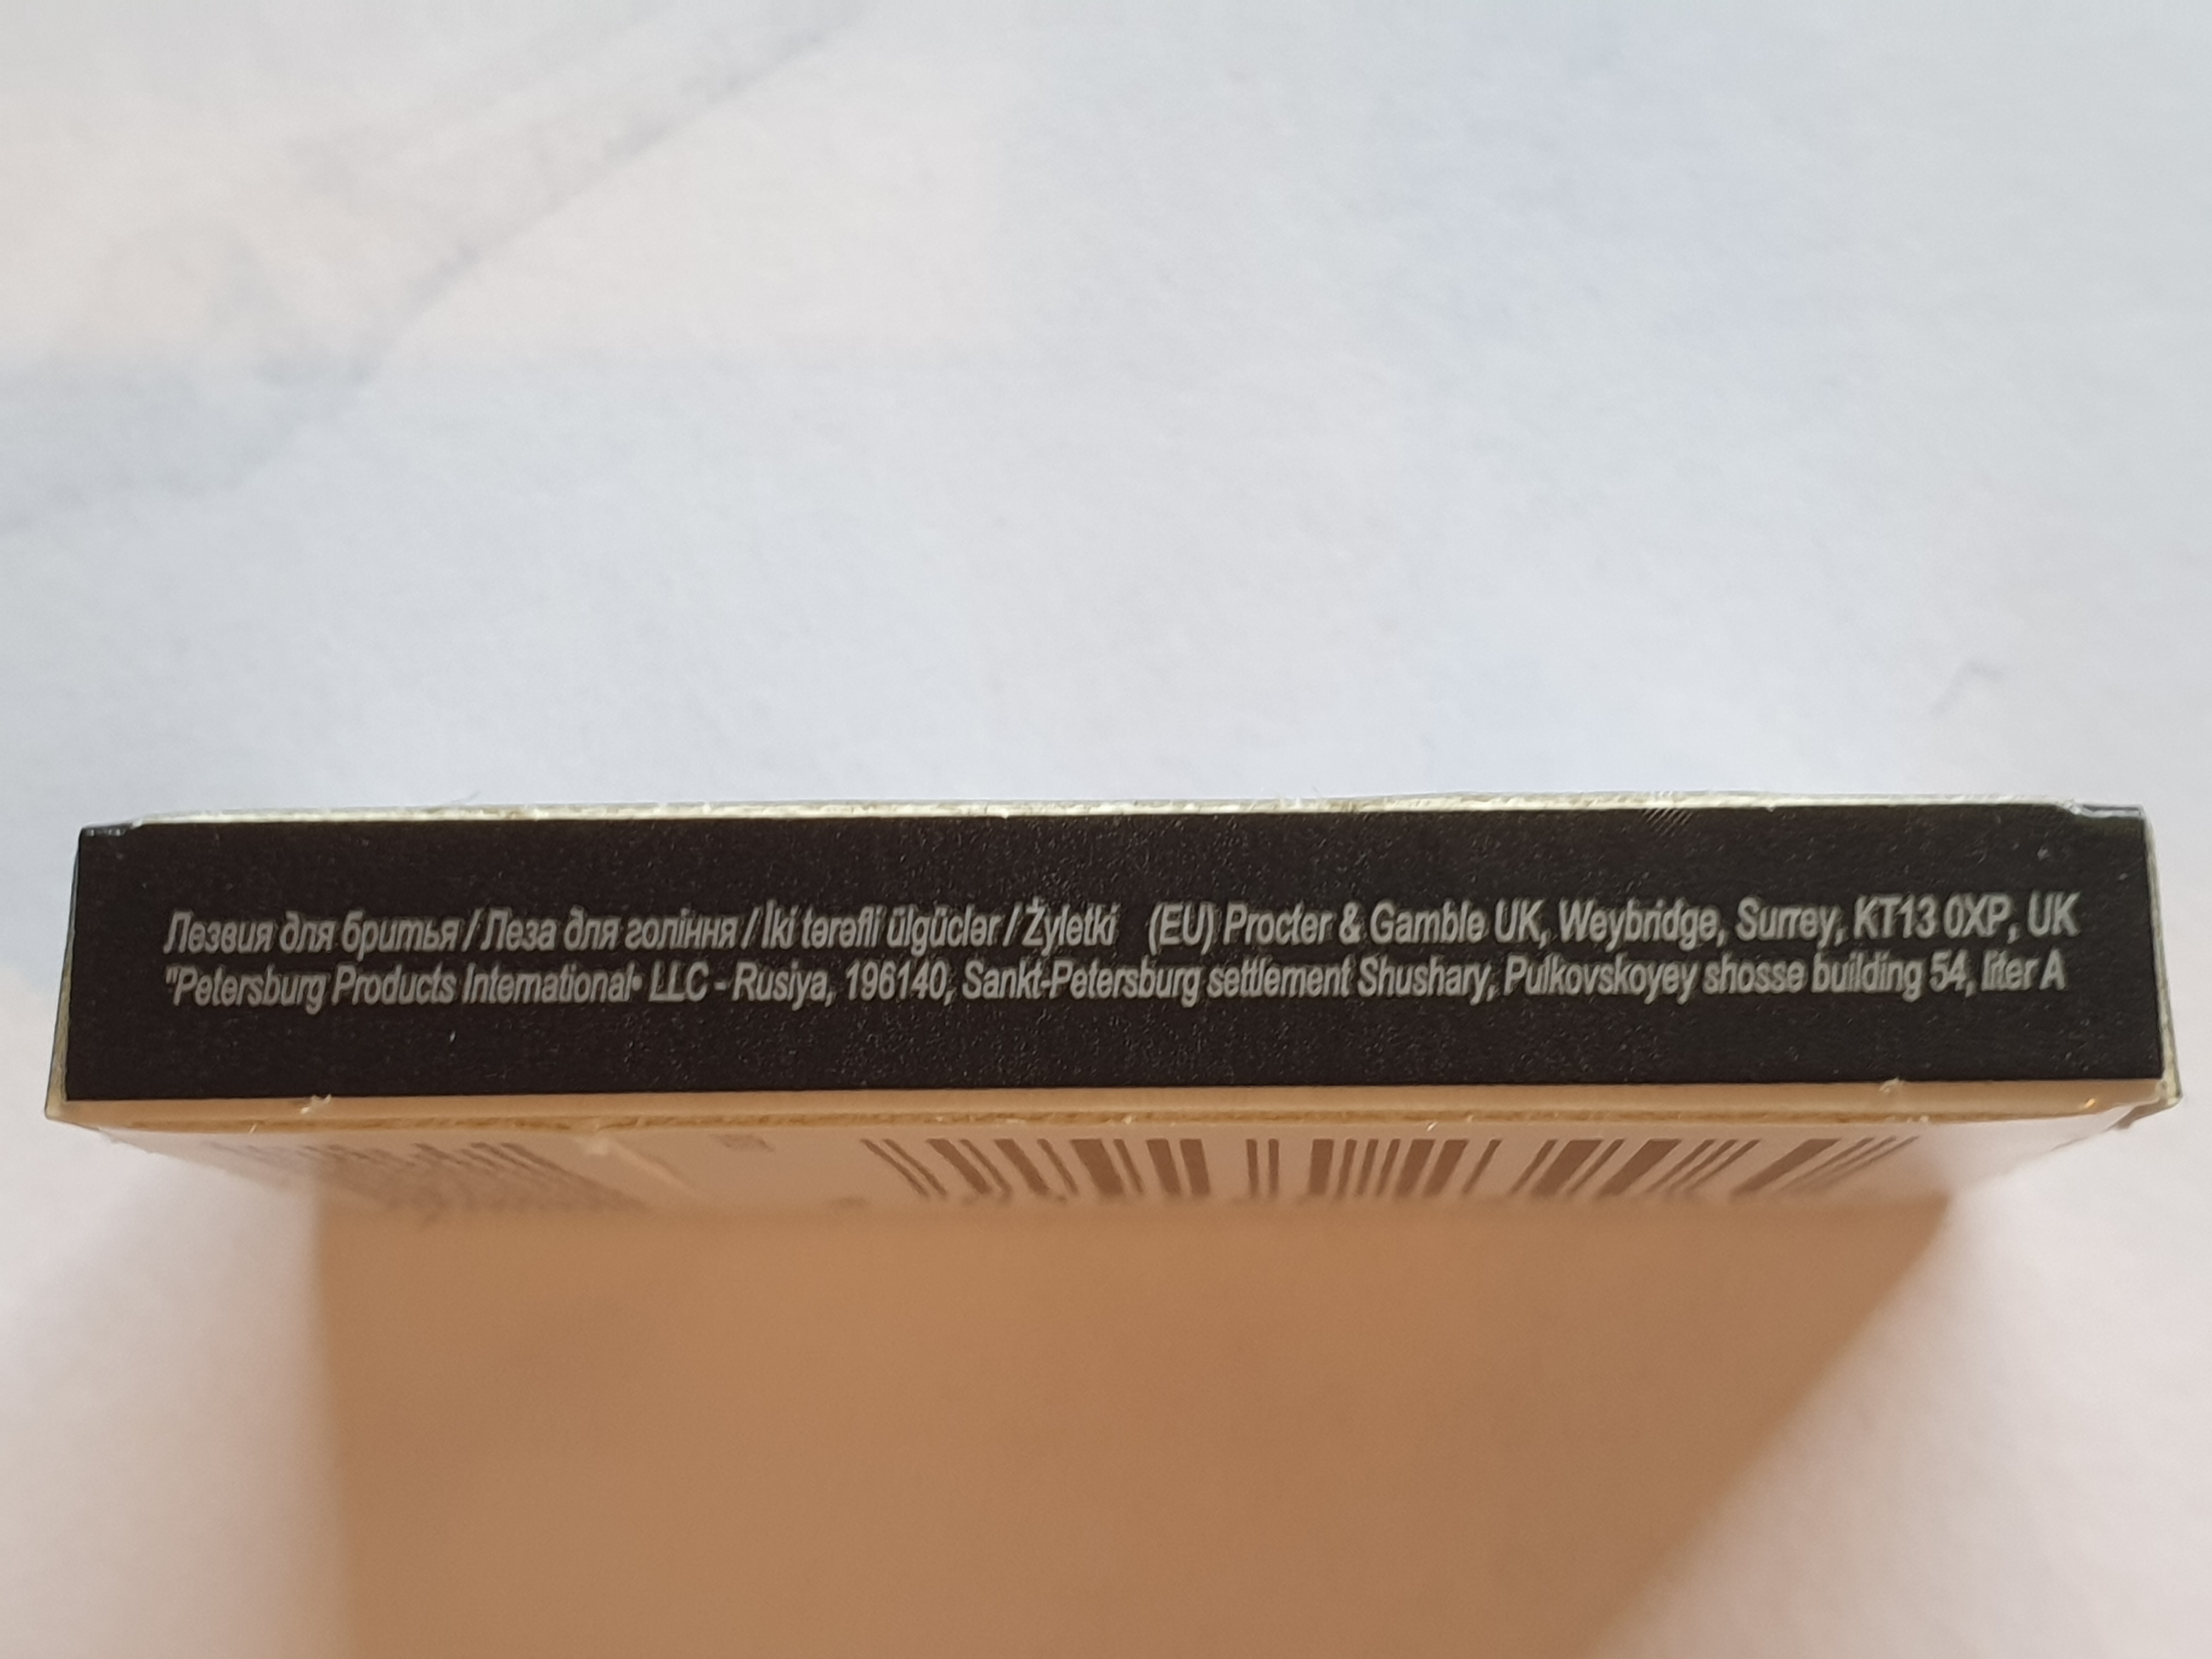 Лезвия для бритья / Леза для гоління / İki tərəfli ülgüclər / Żyletki (EU) Procter & Gamble UK, Weybridge, Surrey, KT13 0XP, UK
"Petersburg Products International" LLC - Rusiya, 196140, Sankt-Petersburg settlement Shushary, Pulkovskoyey shosse building 54, liter A